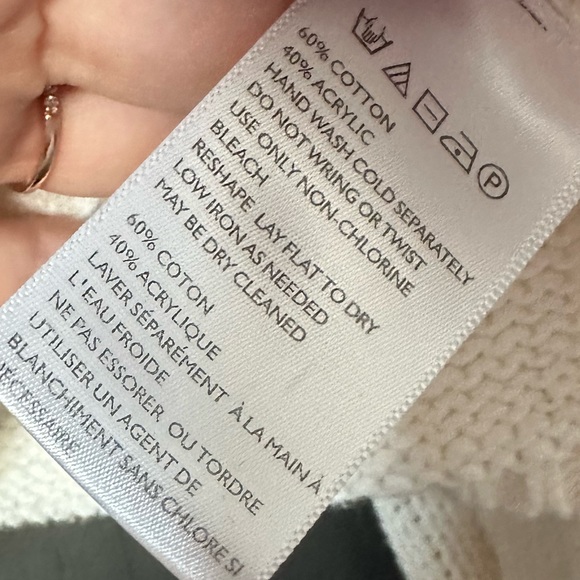 P
60% COTTON
40% ACRYLIC
HAND WASH COLD SEPARATELY
DO NOT WRING OR TWIST
USE ONLY NON-CHLORINE
BLEACH
RESHAPE LAY FLAT TO DRY
LOW IRON AS NEEDED
MAY BE DRY CLEANED
60% COTON
40% ACRYLIQUE
LAVER SÉPARÉMENT À LA MAIN À
L'EAU FROIDE
NE PAS ESSORER OU TORDRE
UTILISER UN AGENT DE
BLANCHIMENT SANS CHLORE SI
NÉCESSAIRE